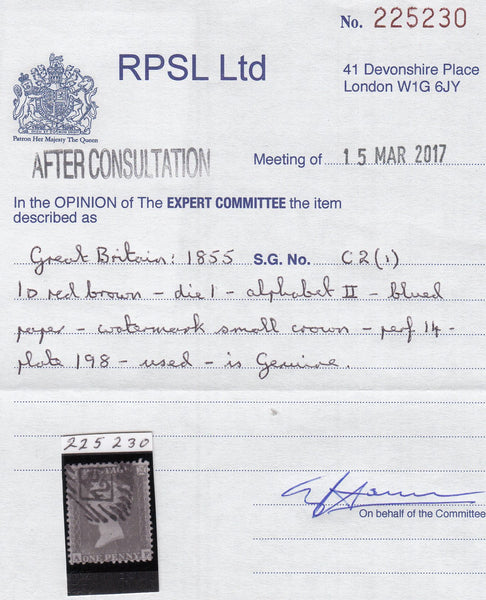 No. 225230
RPSL Ltd
41 Devonshire Place
London W1G 6JY
Patron Her Majesty The Queen
AFTER CONSULTATION
Meeting of 15 MAR 2017
In the OPINION of The EXPERT COMMITTEE the item
described as
Great Britain: 1855 S.G. No. C2(1)
1D red brown - die 1 - alphabet II - blued
paper - watermark small crown - perf 14 -
plate 198 - used - is Genuine.
225230
ONE PENNY
On behalf of the Committee